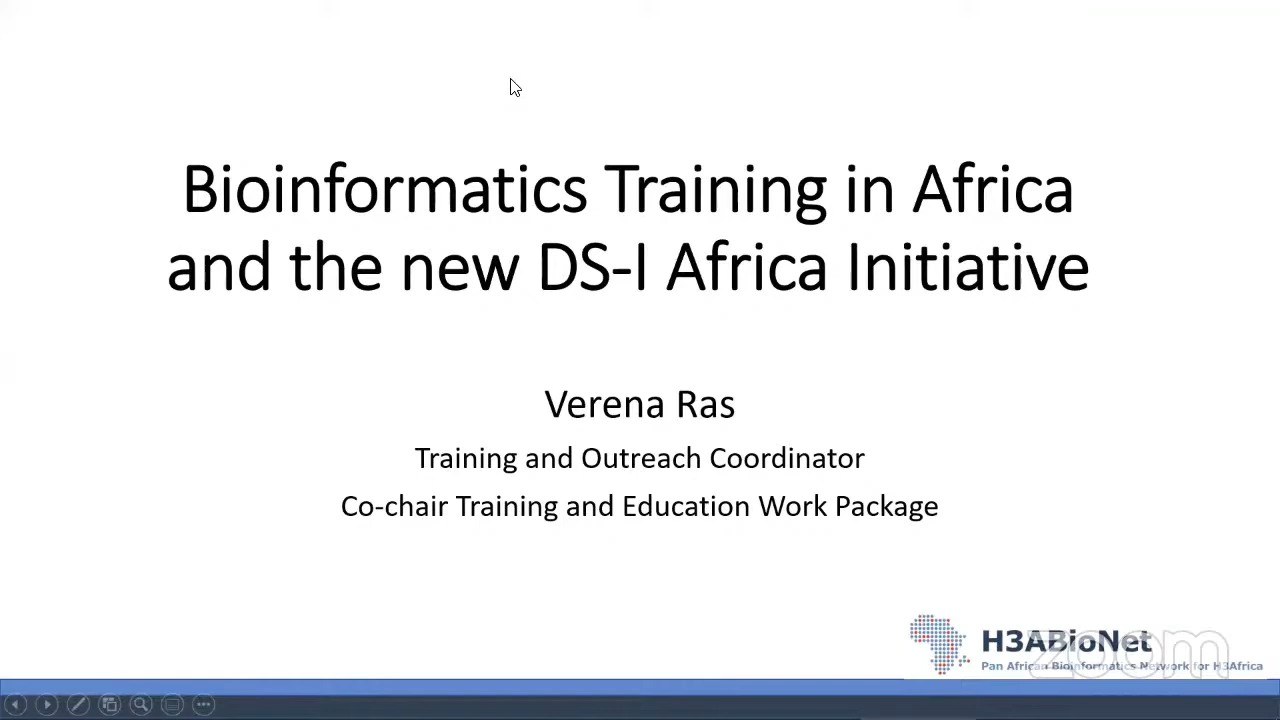 Bioinformatics Training in Africa
and the new DS-I Africa Initiative
Verena Ras
Training and Outreach Coordinator
Co-chair Training and Education Work Package
H3ABioNet
zoom
Pan African Bioinformatics Network for H3Africa